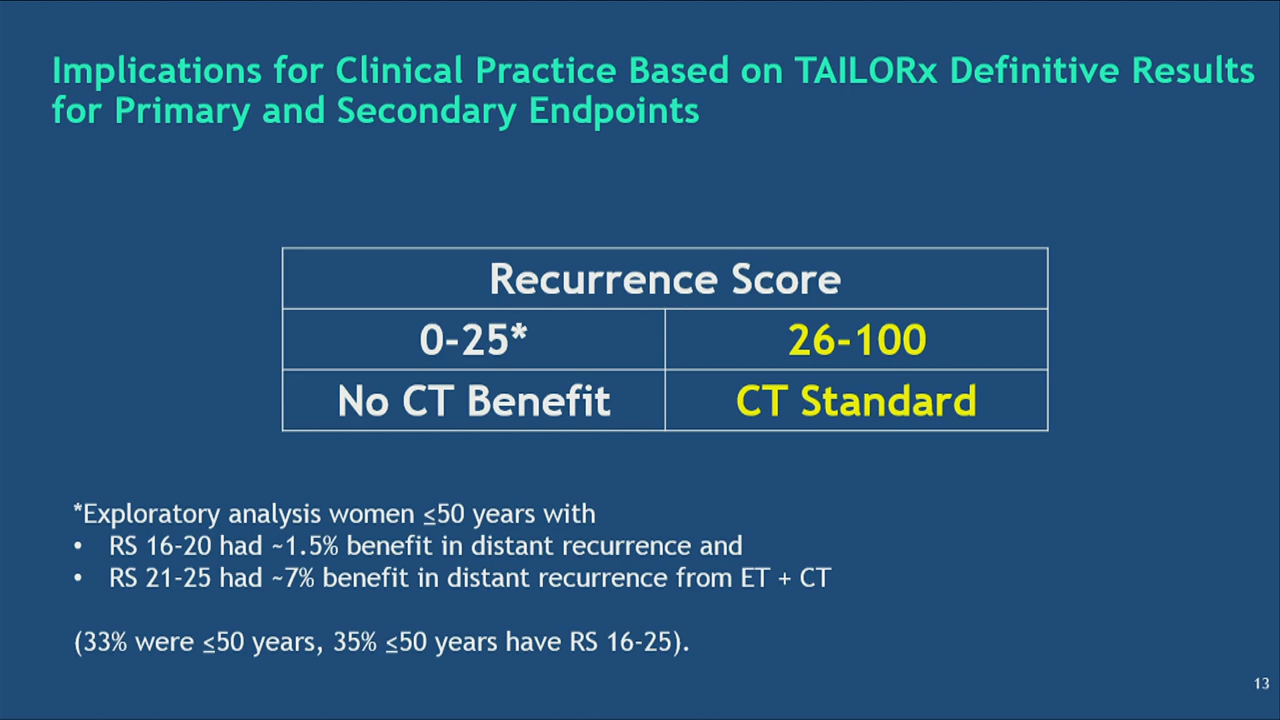 Implications for Clinical Practice Based on TAILORx Definitive Results
for Primary and Secondary Endpoints
Recurrence Score
0-25*
26-100
No CT Benefit
CT Standard
*Exploratory analysis women ≤50 years with
• RS 16-20 had ~1.5% benefit in distant recurrence and
• RS 21-25 had ~7% benefit in distant recurrence from ET + CT
(33% were ≤50 years, 35% ≤50 years have RS 16-25).
13